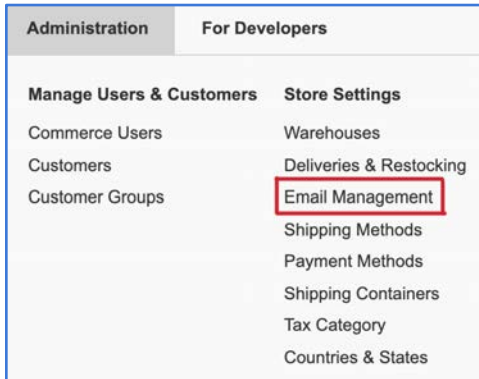 Administration
For Developers
Manage Users & Customers
Commerce Users
Customers
Customer Groups
Store Settings
Warehouses
Deliveries & Restocking
Email Management
Shipping Methods
Payment Methods
Shipping Containers
Tax Category
Countries & States